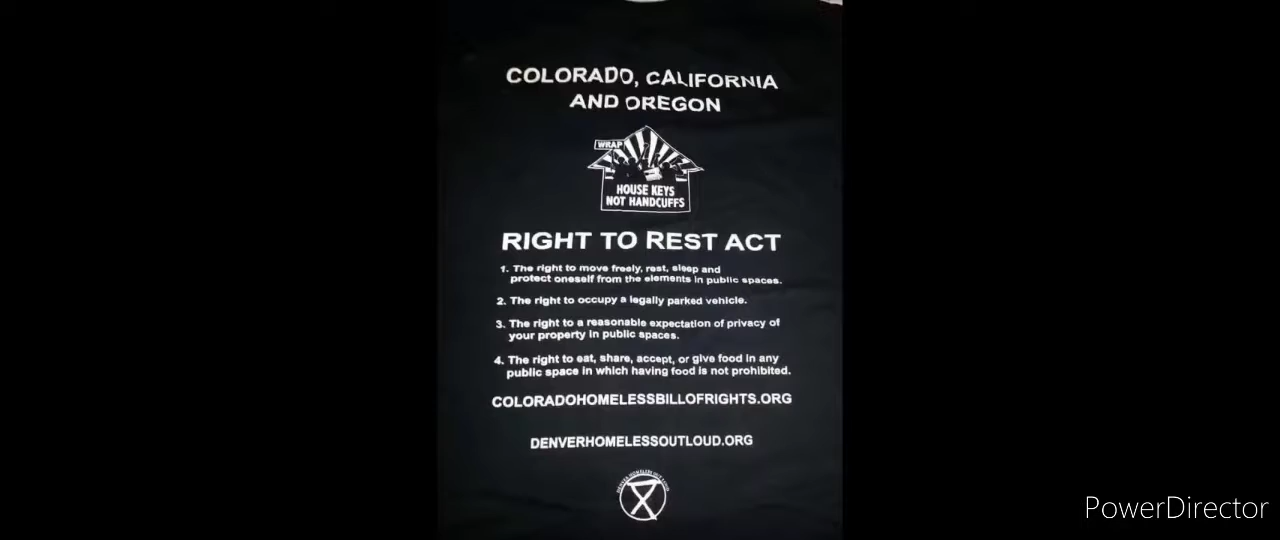 COLORADO, CALIFORNIA
AND OREGON
WRAP
HOUSE KEYS
NOT HANDCUFFS
RIGHT TO REST ACT
1. The right to move freely, rest, sleep and
protect oneself from the elements in public spaces.
2. The right to occupy a legally parked vehicle.
3. The right to a reasonable expectation of privacy of
your property in public spaces.
4. The right to eat, share, accept, or give food in any
public space in which having food is not prohibited.
COLORADOHOMELESSBILLOFRIGHTS.ORG
DENVERHOMELESSOUTLOUD.ORG
DENVER HOMELESS OUT LOUD
PowerDirector